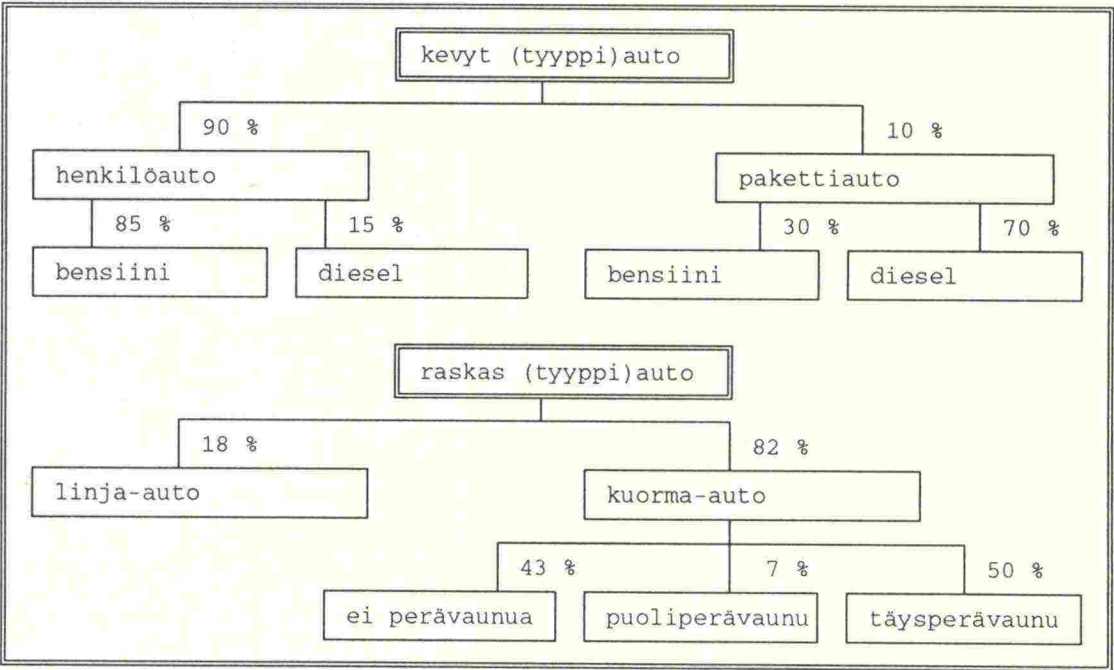 kevyt (tyyppi)auto
90 %
10 %
henkilöauto
pakettiauto
85 %
15 %
30 %
70 %
bensiini
diesel
bensiini
diesel
raskas (tyyppi)auto
18 %
82 %
linja-auto
kuorma-auto
43 %
7 %
50 %
ei perävaunua
puoliperävaunu
täysperävaunu